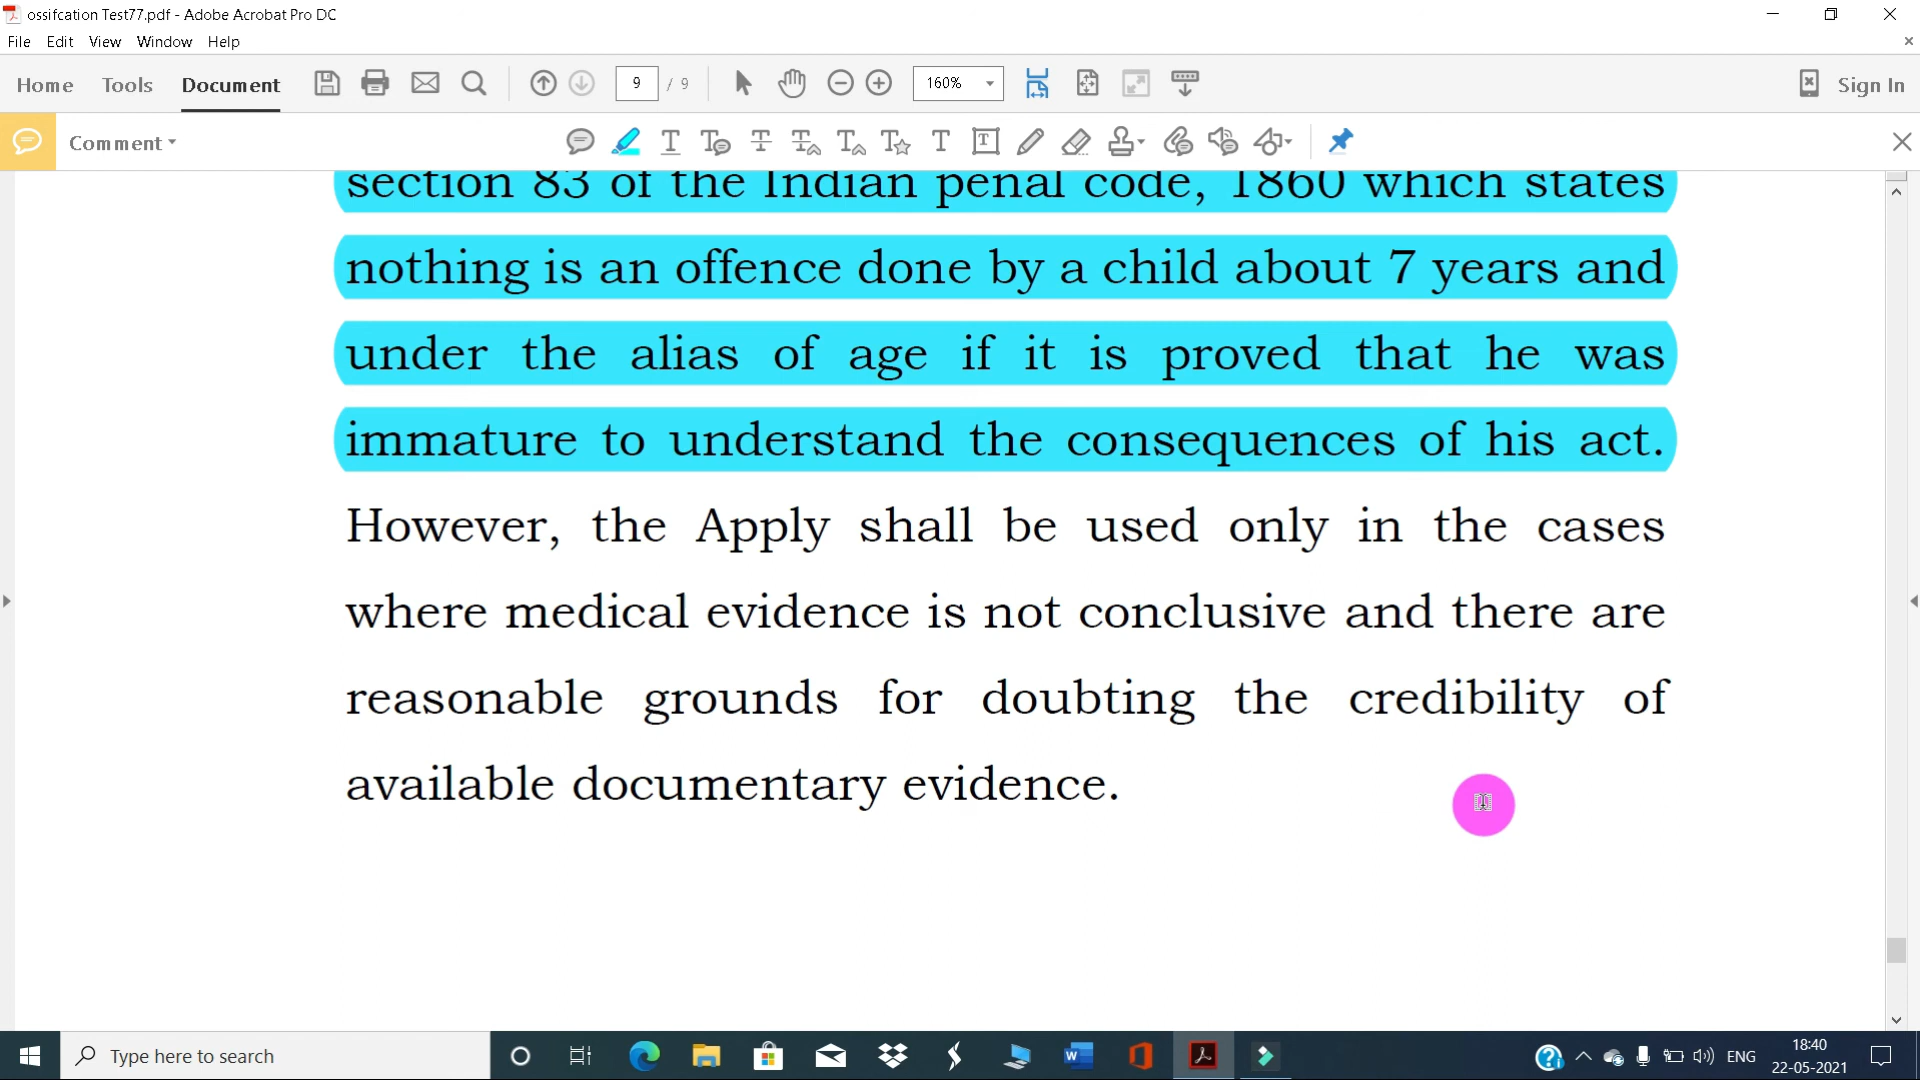 ossifcation Test77.pdf - Adobe Acrobat Pro DC
File Edit View Window Help
Home Tools Document 9 / 9 160% Sign In
Comment
section 83 of the Indian penal code, 1860 which states
nothing is an offence done by a child about 7 years and
under the alias of age if it is proved that he was
immature to understand the consequences of his act.
However, the Apply shall be used only in the cases
where medical evidence is not conclusive and there are
reasonable grounds for doubting the credibility of
available documentary evidence.
Type here to search
ENG
18:40
22-05-2021